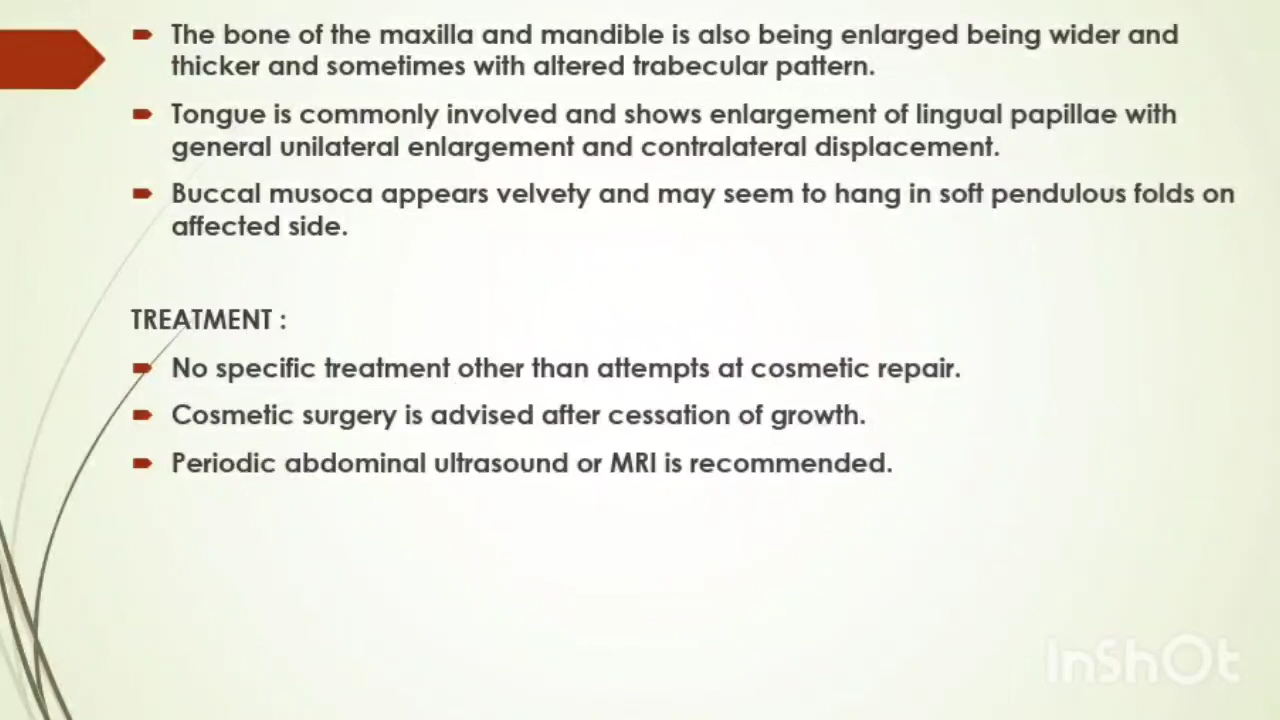 The bone of the maxilla and mandible is also being enlarged being wider and
thicker and sometimes with altered trabecular pattern.
Tongue is commonly involved and shows enlargement of lingual papillae with
general unilateral enlargement and contralateral displacement.
Buccal musoca appears velvety and may seem to hang in soft pendulous folds on
affected side.
TREATMENT :
No specific treatment other than attempts at cosmetic repair.
Cosmetic surgery is advised after cessation of growth.
Periodic abdominal ultrasound or MRI is recommended.
InShOt